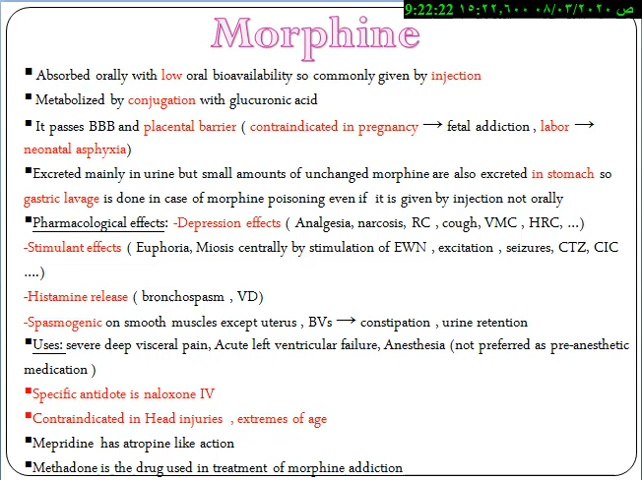 9:22:22 ص ٠٨/٠٣/٢٠٢٠ ١٥:٢٢,٦٠٠
Morphine
▪ Absorbed orally with low oral bioavailability so commonly given by injection
▪ Metabolized by conjugation with glucuronic acid
▪ It passes BBB and placental barrier ( contraindicated in pregnancy → fetal addiction , labor →
neonatal asphyxia)
▪Excreted mainly in urine but small amounts of unchanged morphine are also excreted in stomach so
gastric lavage is done in case of morphine poisoning even if it is given by injection not orally
▪Pharmacological effects: -Depression effects ( Analgesia, narcosis, RC , cough, VMC , HRC, ...)
-Stimulant effects ( Euphoria, Miosis centrally by stimulation of EWN , excitation , seizures, CTZ, CIC
....)
-Histamine release ( bronchospasm , VD)
-Spasmogenic on smooth muscles except uterus , BVs → constipation , urine retention
▪Uses: severe deep visceral pain, Acute left ventricular failure, Anesthesia (not preferred as pre-anesthetic
medication )
▪Specific antidote is naloxone IV
▪Contraindicated in Head injuries , extremes of age
▪Mepridine has atropine like action
▪Methadone is the drug used in treatment of morphine addiction